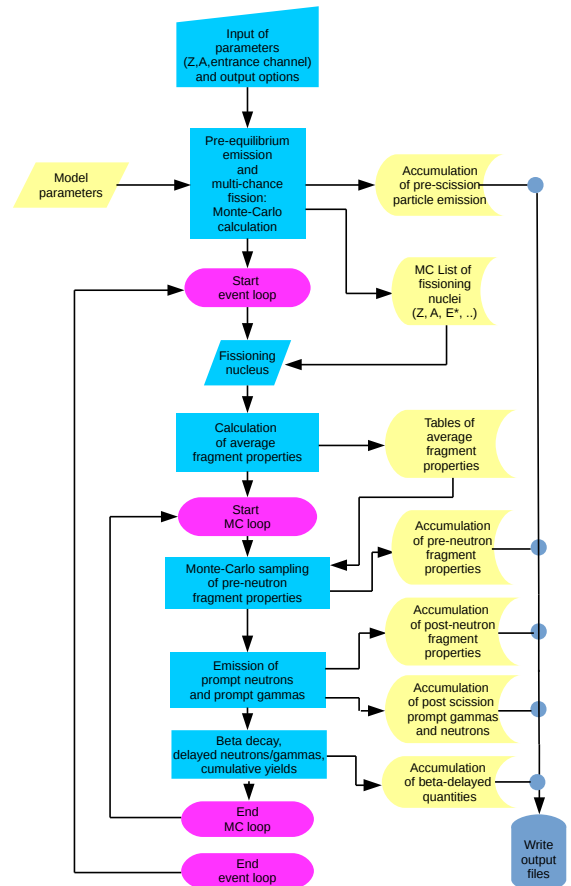 Input of
parameters
(Z,A,entrance channel)
and output options
Pre-equilibrium
emission
and
multi-chance
fission:
Monte-Carlo
calculation
Model
parameters
Accumulation
of pre-scission
particle emission
MC List of
fissioning
nuclei
(Z, A, E*, ..)
Start
event loop
Fissioning
nucleus
Calculation
of average
fragment properties
Tables of
average
fragment
properties
Start
MC loop
Accumulation
of pre-neutron
fragment
properties
Monte-Carlo sampling
of pre-neutron
fragment properties
Accumulation
of post-neutron
fragment
properties
Emission of
prompt neutrons
and prompt gammas
Accumulation
of post scission
prompt gammas
and neutrons
Beta decay,
delayed neutrons/gammas,
cumulative yields
Accumulation
of beta-delayed
quantities
End
MC loop
Write
output
files
End
event loop